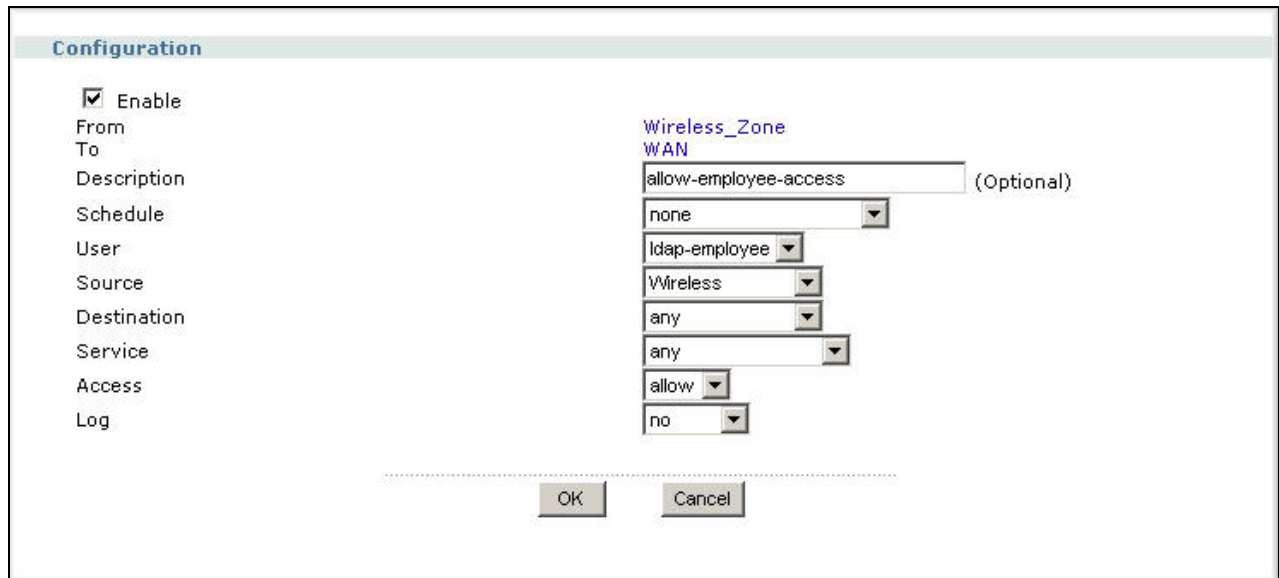 Configuration
Enable
From Wireless_Zone
To WAN
Description allow-employee-access (Optional)
Schedule none
User ldap-employee
Source Wireless
Destination any
Service any
Access allow
Log no
OK Cancel